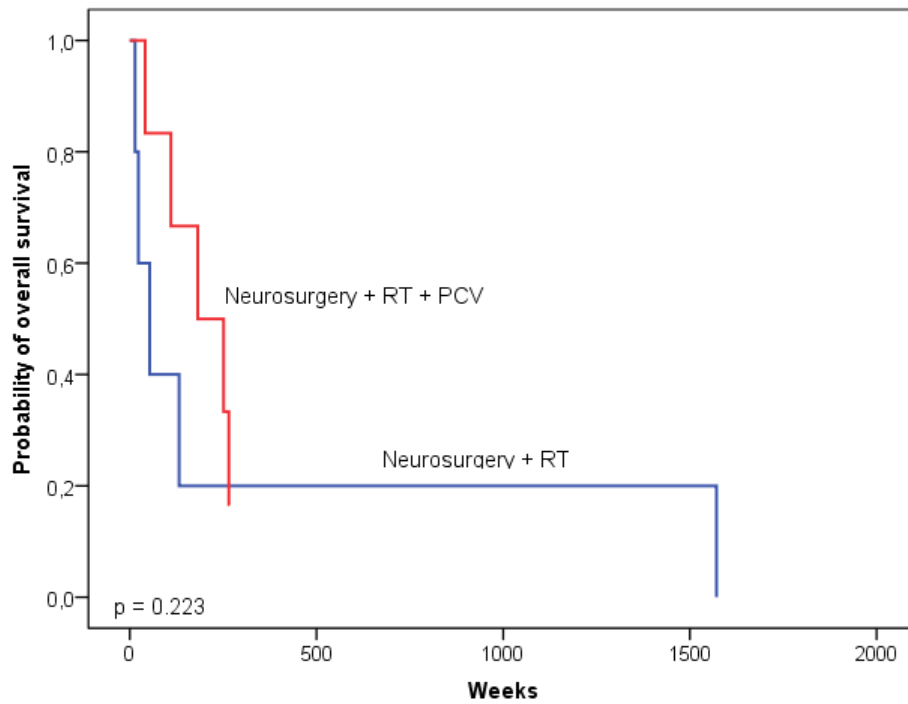 1,0
0,8
0,6
0,4
0,2
0,0
Probability of overall survival
Neurosurgery + RT + PCV
Neurosurgery + RT
p = 0.223
0
500
1000
1500
2000
Weeks